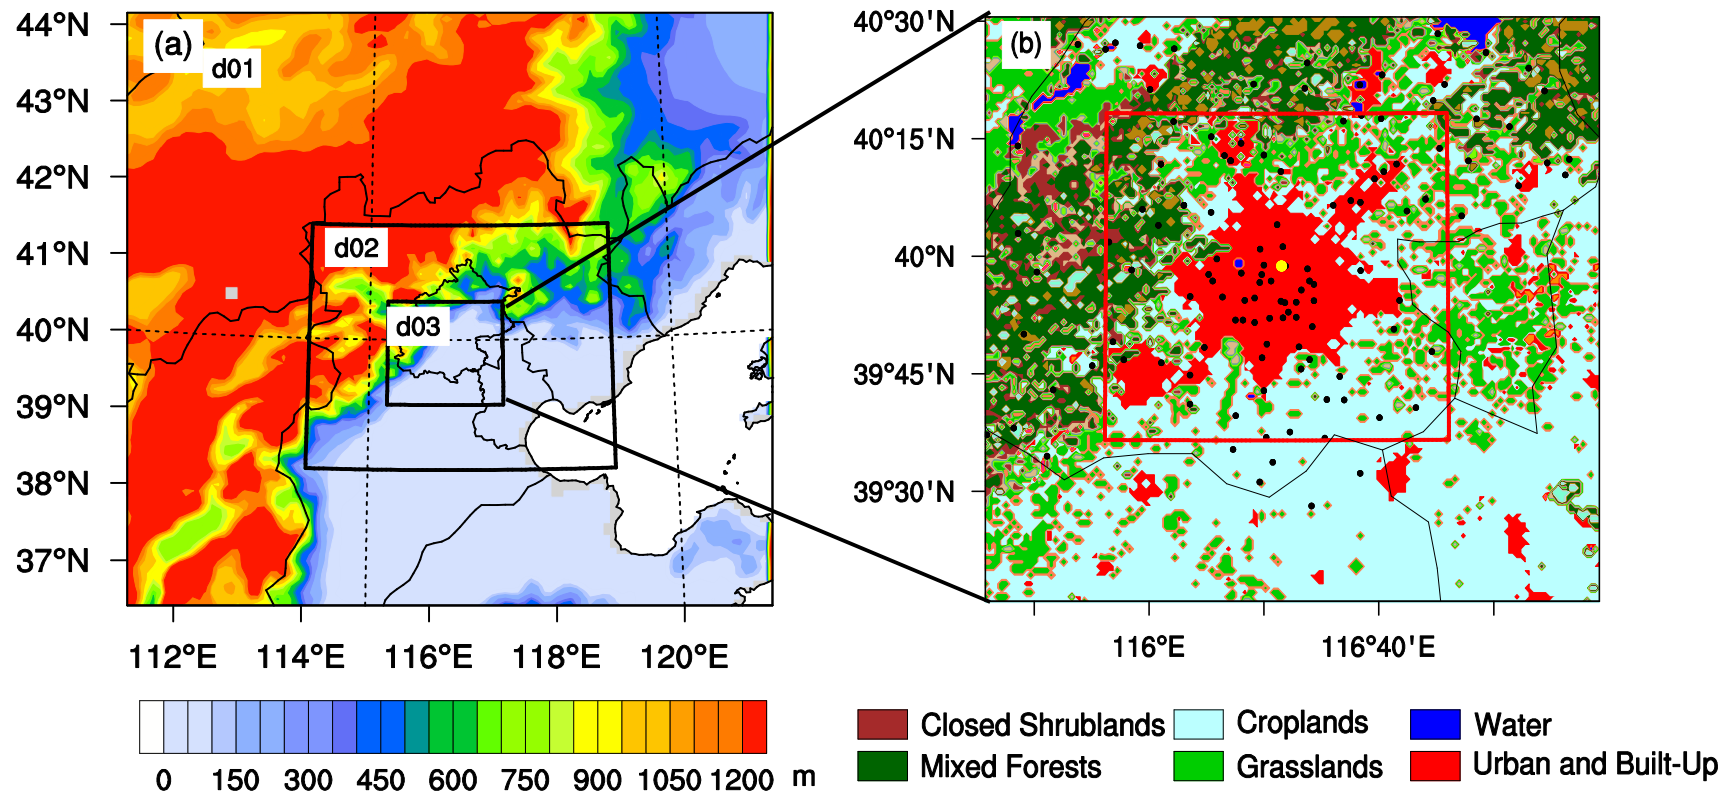 (a)
d01
d02
d03
44°N
43°N
42°N
41°N
40°N
39°N
38°N
37°N
112°E 114°E 116°E 118°E 120°E
0 150 300 450 600 750 900 1050 1200 m
(b)
40°30'N
40°15'N
40°N
39°45'N
39°30'N
116°E 116°40'E
Closed Shrublands Croplands Water
Mixed Forests Grasslands Urban and Built-Up